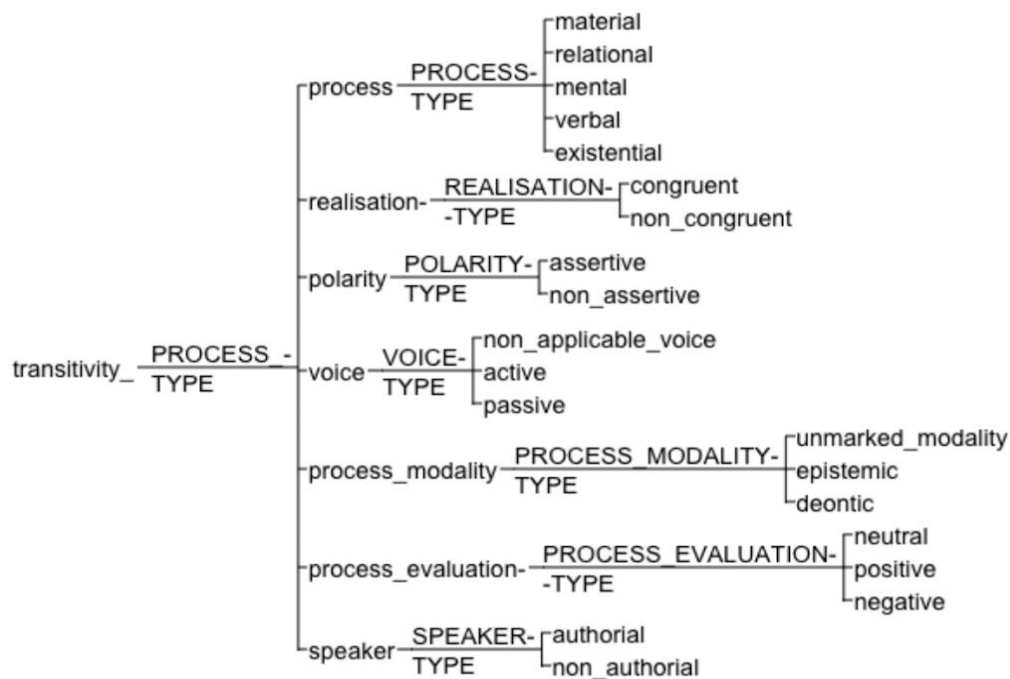 material
relational
process PROCESS-
TYPE
mental
verbal
existential
realisation- REALISATION-
-TYPE
congruent
non_congruent
polarity POLARITY-
TYPE
assertive
non_assertive
transitivity_ PROCESS_-
TYPE
voice VOICE-
TYPE
non_applicable_voice
active
passive
process_modality PROCESS_MODALITY-
TYPE
unmarked_modality
epistemic
deontic
process_evaluation- PROCESS_EVALUATION-
-TYPE
neutral
positive
negative
speaker SPEAKER-
TYPE
authorial
non_authorial